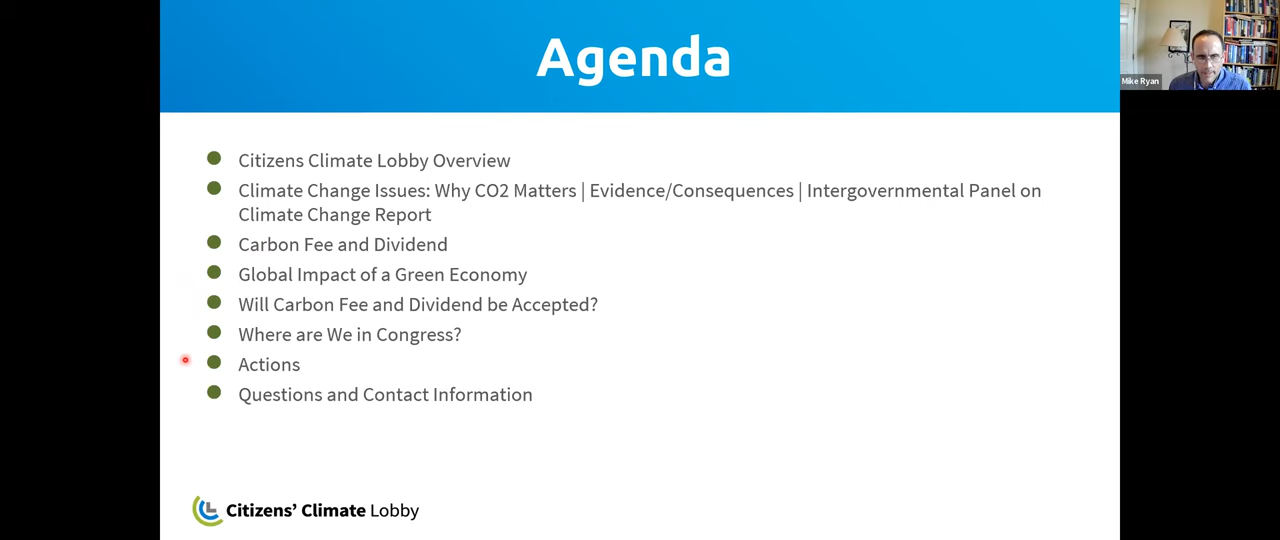 Agenda
Mike Ryan
Citizens Climate Lobby Overview
Climate Change Issues: Why CO2 Matters | Evidence/Consequences | Intergovernmental Panel on
Climate Change Report
Carbon Fee and Dividend
Global Impact of a Green Economy
Will Carbon Fee and Dividend be Accepted?
Where are We in Congress?
Actions
Questions and Contact Information
Citizens’ Climate Lobby